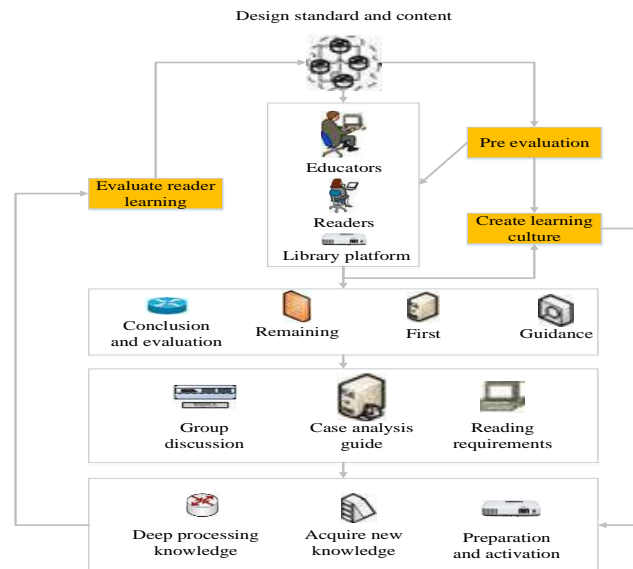 Design standard and content
Educators
Readers
Library platform
Pre evaluation
Evaluate reader
learning
Create learning
culture
Conclusion
and evaluation
Remaining
First
Guidance
Group
discussion
Case analysis
guide
Reading
requirements
Deep processing
knowledge
Acquire new
knowledge
Preparation
and activation